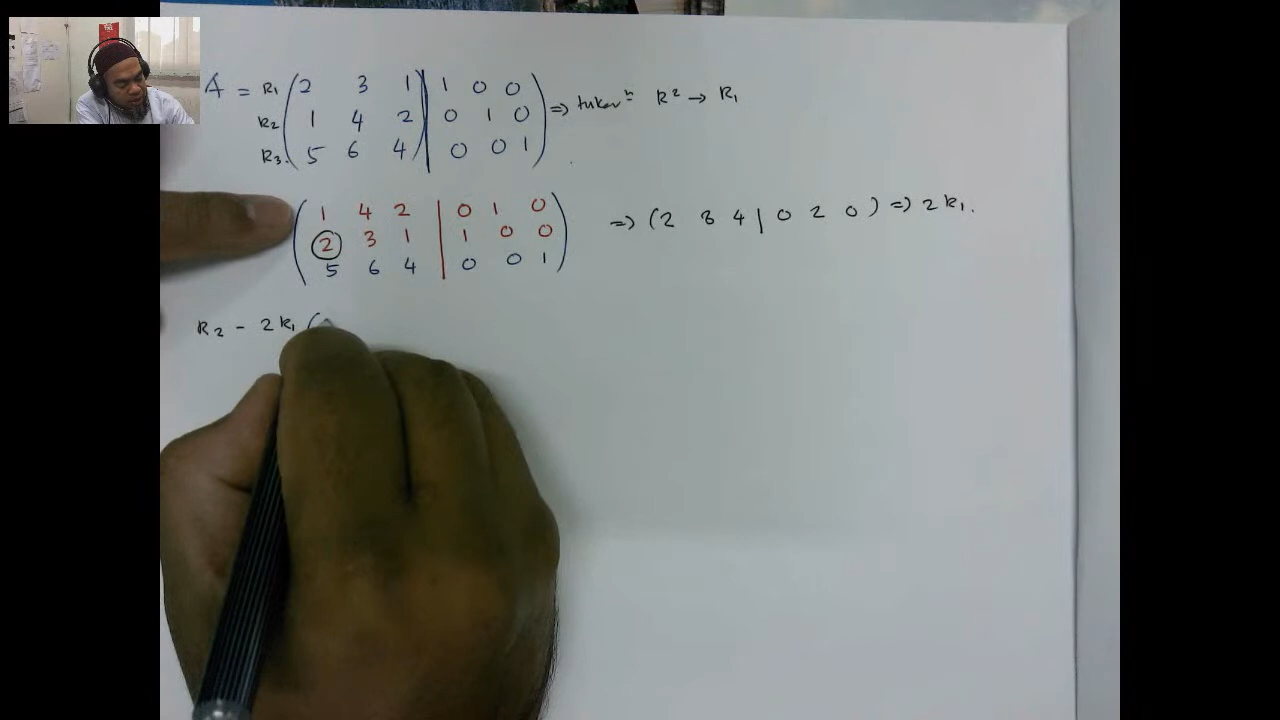 A = R1 ( 2 3 1 | 1 0 0 ) => tukar R2 → R1
R2 1 4 2 | 0 1 0
R3. 5 6 4 | 0 0 1
( 1 4 2 | 0 1 0 ) => ( 2 8 4 | 0 2 0 ) => 2R1.
2 3 1 | 1 0 0
5 6 4 | 0 0 1
R2 - 2R1 (